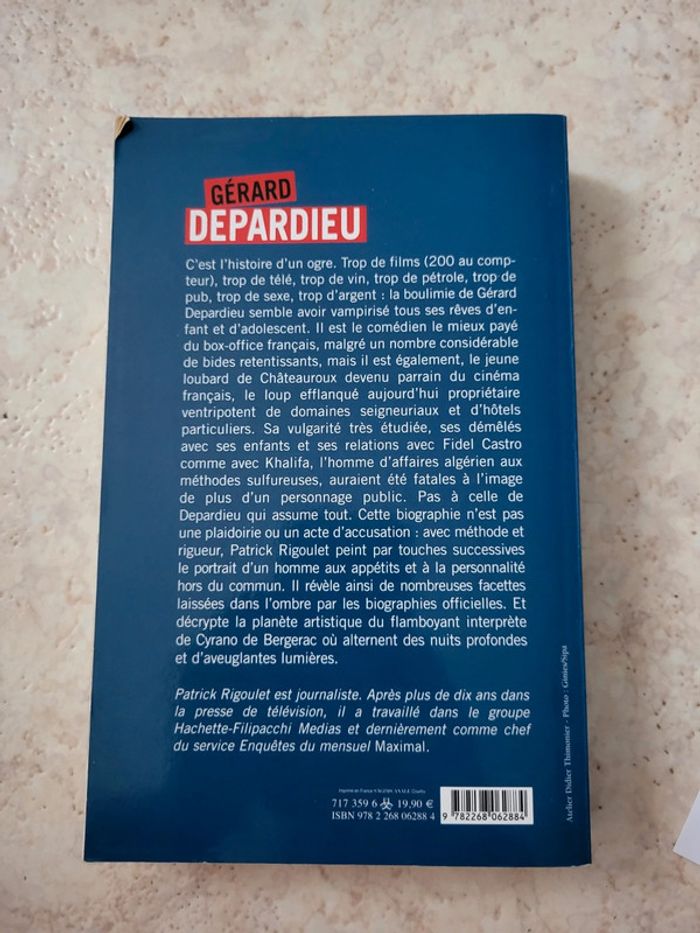 GÉRARD
DEPARDIEU
C'est l'histoire d'un ogre. Trop de films (200 au comp-
teur), trop de télé, trop de vin, trop de pétrole, trop de
pub, trop de sexe, trop d'argent : la boulimie de Gérard
Depardieu semble avoir vampirisé tous ses rêves d'en-
fant et d'adolescent. Il est le comédien le mieux payé
du box-office français, malgré un nombre considérable
de bides retentissants, mais il est également, le jeune
loubard de Châteauroux devenu parrain du cinéma
français, le loup efflanqué aujourd'hui propriétaire
ventripotent de domaines seigneuriaux et d'hôtels
particuliers. Sa vulgarité très étudiée, ses démêlés
avec ses enfants et ses relations avec Fidel Castro
comme avec Khalifa, l'homme d'affaires algérien aux
méthodes sulfureuses, auraient été fatales à l'image
de plus d'un personnage public. Pas à celle de
Depardieu qui assume tout. Cette biographie n'est pas
une plaidoirie ou un acte d'accusation : avec méthode et
rigueur, Patrick Rigoulet peint par touches successives
le portrait d'un homme aux appétits et à la personnalité
hors du commun. Il révèle ainsi de nombreuses facettes
laissées dans l'ombre par les biographies officielles. Et
décrypte la planète artistique du flamboyant interprète
de Cyrano de Bergerac où alternent des nuits profondes
et d'aveuglantes lumières.
Patrick Rigoulet est journaliste. Après plus de dix ans dans
la presse de télévision, il a travaillé dans le groupe
Hachette-Filipacchi Medias et dernièrement comme chef
du service Enquêtes du mensuel Maximal.
Imprimé en France
717 359 6 19,90 €
ISBN 978 2 268 06288 4
9 782268 062884
Atelier Didier Thimonier - Photo : Ginies/Sipa